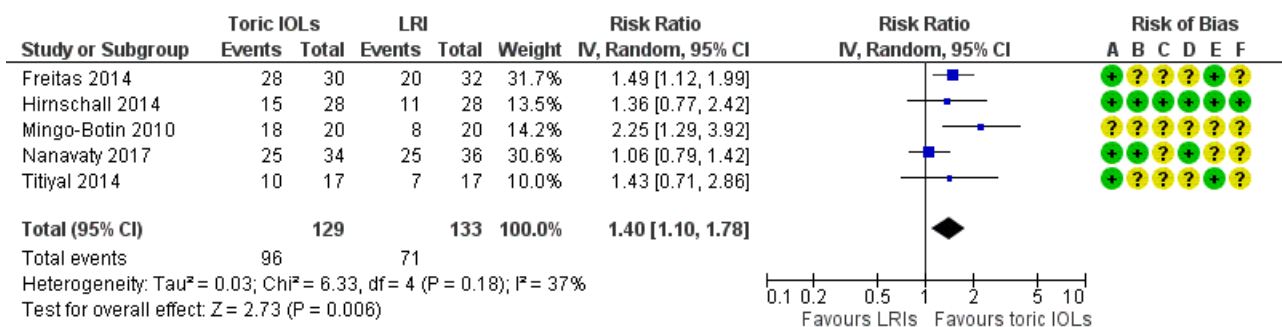 Toric IOLs LRI Risk Ratio Risk Ratio Risk of Bias
Study or Subgroup Events Total Events Total Weight IV, Random, 95% CI IV, Random, 95% CI A B C D E F
Freitas 2014 28 30 20 32 31.7% 1.49 [1.12, 1.99] + ? ? ? + ?
Hirnschall 2014 15 28 11 28 13.5% 1.36 [0.77, 2.42] + + + + + +
Mingo-Botin 2010 18 20 8 20 14.2% 2.25 [1.29, 3.92] ? ? ? ? ? ?
Nanavaty 2017 25 34 25 36 30.6% 1.06 [0.79, 1.42] + + ? + ? ?
Titiyal 2014 10 17 7 17 10.0% 1.43 [0.71, 2.86] + ? ? ? + ?
Total (95% CI) 129 133 100.0% 1.40 [1.10, 1.78]
Total events 96 71
Heterogeneity: Tau² = 0.03; Chi² = 6.33, df = 4 (P = 0.18); I² = 37%
Test for overall effect: Z = 2.73 (P = 0.006)
0.1 0.2 0.5 1 2 5 10
Favours LRIs Favours toric IOLs